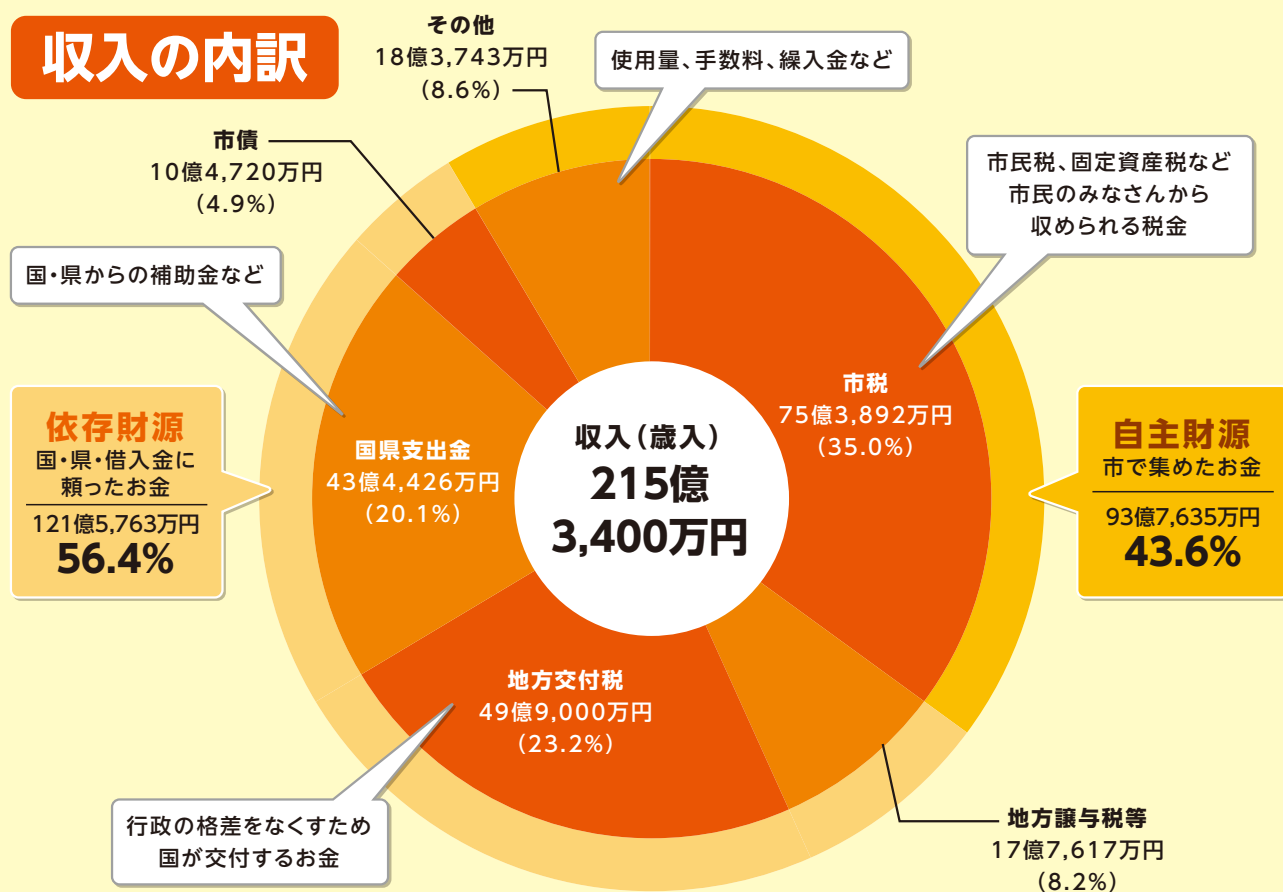 収入の内訳
その他
18億3,743万円
(8.6%)
使用量、手数料、繰入金など
市債
10億4,720万円
(4.9%)
市民税、固定資産税など
市民のみなさんから
収められる税金
国・県からの補助金など
市税
75億3,892万円
(35.0%)
依存財源
国・県・借入金に
頼ったお金
121億5,763万円
56.4%
国県支出金
43億4,426万円
(20.1%)
収入(歳入)
215億
3,400万円
自主財源
市で集めたお金
93億7,635万円
43.6%
地方交付税
49億9,000万円
(23.2%)
行政の格差をなくすため
国が交付するお金
地方譲与税等
17億7,617万円
(8.2%)